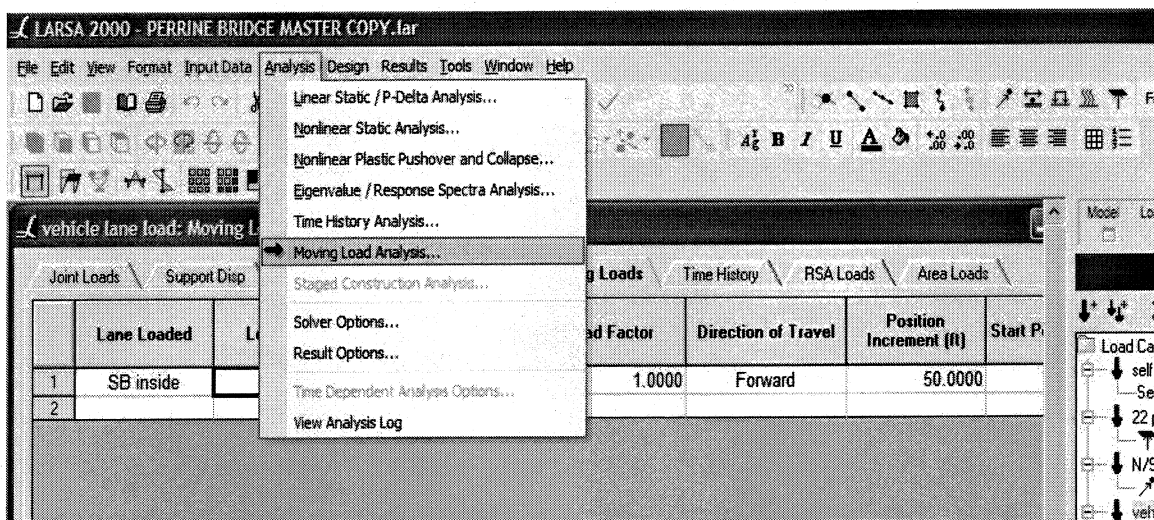 LARSA 2000 - PERRINE BRIDGE MASTER COPY.lar
File Edit View Format Input Data Analysis Design Results Tools Window Help
Linear Static / P-Delta Analysis...
Nonlinear Static Analysis...
Nonlinear Plastic Pushover and Collapse...
Eigenvalue / Response Spectra Analysis...
Time History Analysis...
Moving Load Analysis...
Staged Construction Analysis...
Solver Options...
Result Options...
Time Dependent Analysis Options...
View Analysis Log
B I U A
vehicle lane load: Moving L
Joint Loads Support Disp g Loads Time History RSA Loads Area Loads
Lane Loaded ad Factor Direction of Travel Position Increment (ft) Start P
1 SB inside 1.0000 Forward 50.0000
2
Model Lo
Load Ca
self
Se
22 p
N/S
veh